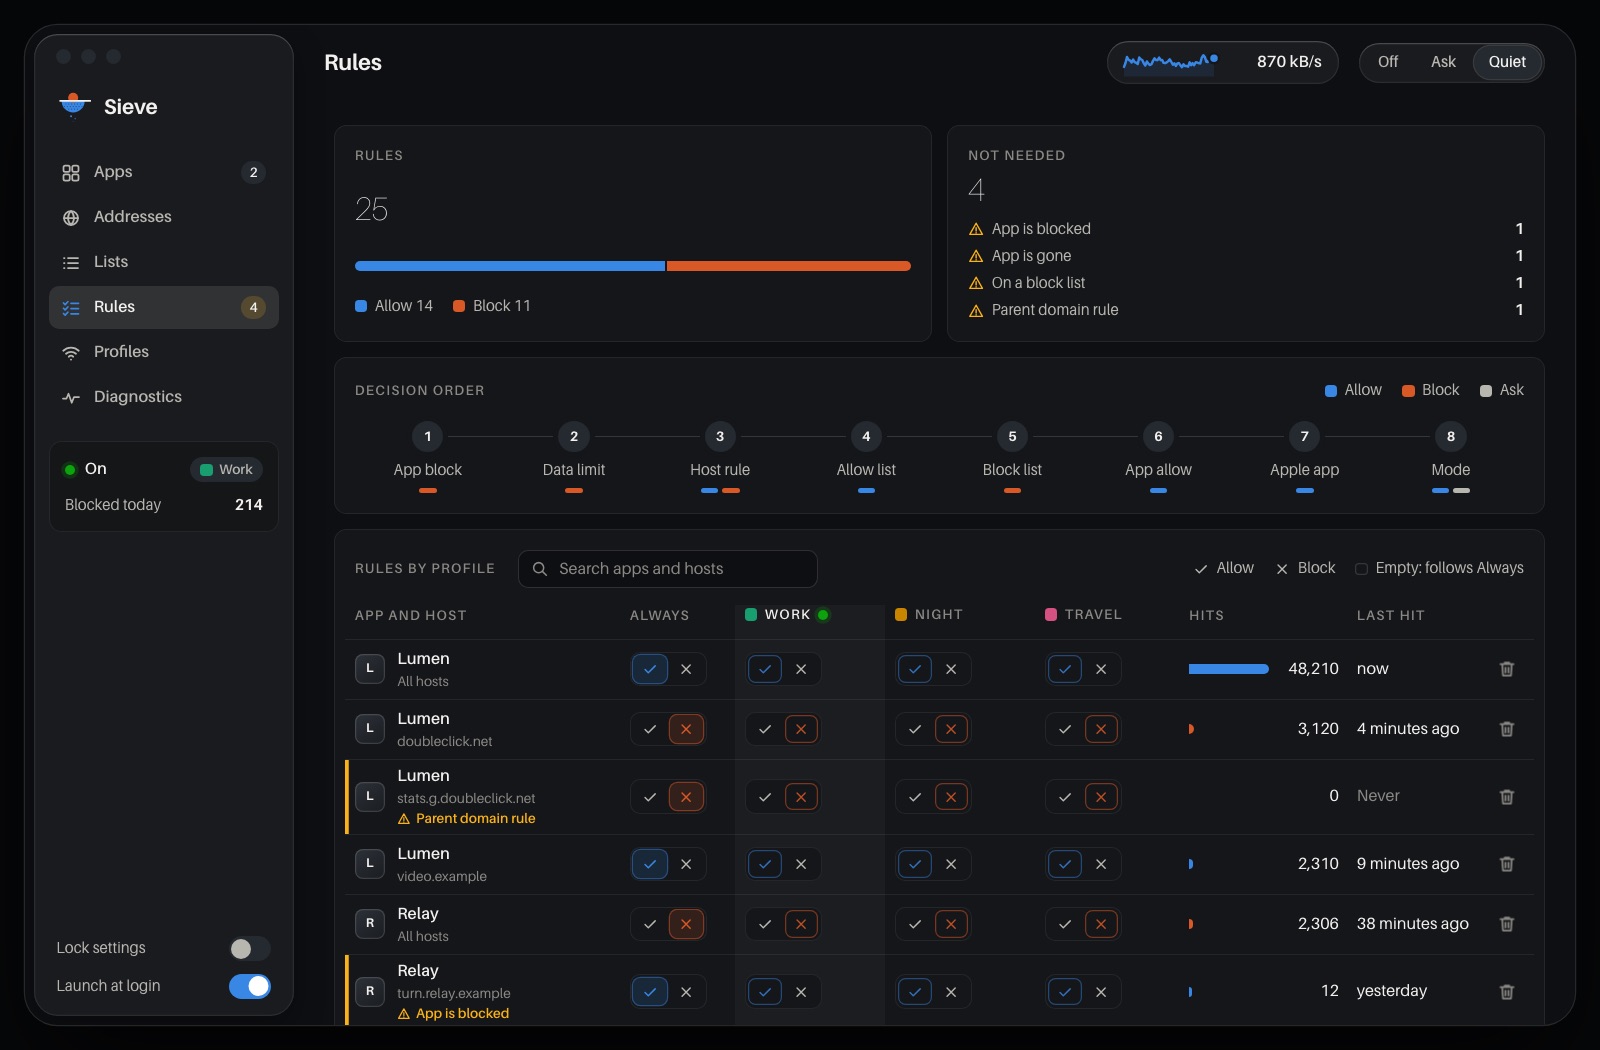 Sieve
Apps 2
Addresses
Lists
Rules 4
Profiles
Diagnostics
On Work
Blocked today 214
Lock settings
Launch at login
Rules
870 kB/s
Off Ask Quiet
RULES
25
Allow 14 Block 11
NOT NEEDED
4
App is blocked 1
App is gone 1
On a block list 1
Parent domain rule 1
DECISION ORDER
Allow Block Ask
1 2 3 4 5 6 7 8
App block Data limit Host rule Allow list Block list App allow Apple app Mode
RULES BY PROFILE
Search apps and hosts
Allow Block Empty: follows Always
APP AND HOST ALWAYS WORK NIGHT TRAVEL HITS LAST HIT
L Lumen
All hosts
48,210 now
L Lumen
doubleclick.net
3,120 4 minutes ago
L Lumen
stats.g.doubleclick.net
Parent domain rule
0 Never
L Lumen
video.example
2,310 9 minutes ago
R Relay
All hosts
2,306 38 minutes ago
R Relay
turn.relay.example
App is blocked
12 yesterday